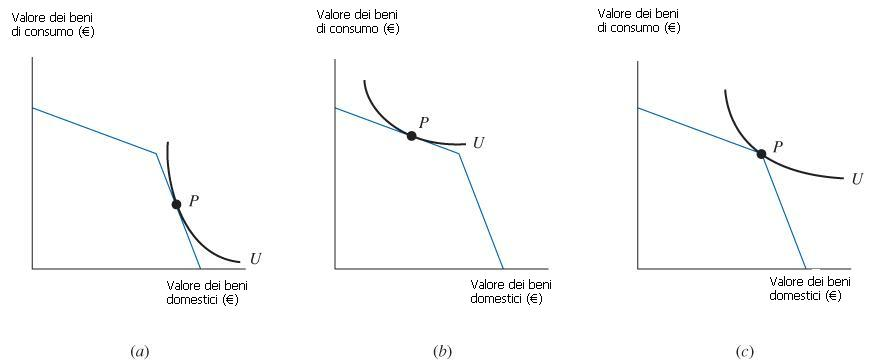 Valore dei beni
di consumo (€)
P
U
Valore dei beni
domestici (€)
(a)
Valore dei beni
di consumo (€)
P
U
Valore dei beni
domestici (€)
(b)
Valore dei beni
di consumo (€)
P
U
Valore dei beni
domestici (€)
(c)